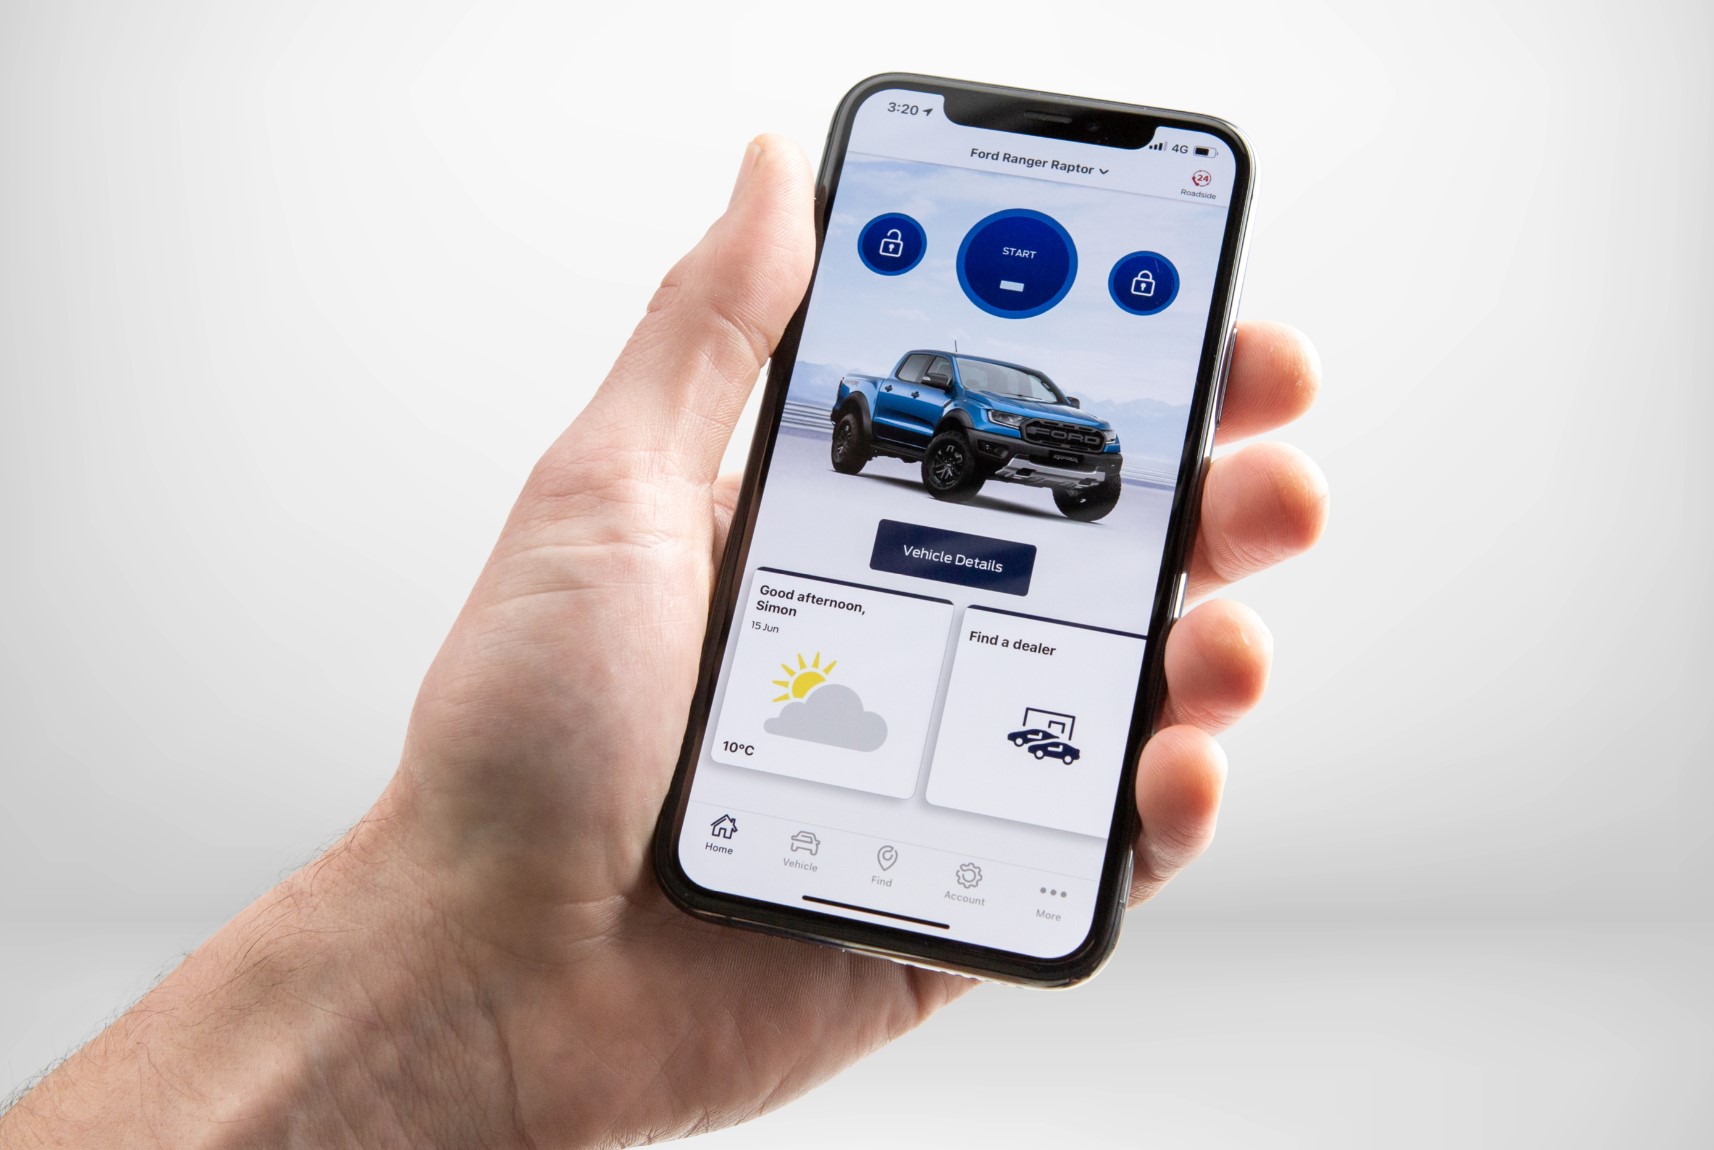 3:20
4G
Ford Ranger Raptor
24
Roadside
START
FORD
Vehicle Details
Good afternoon,
Simon
15 Jun
10°C
Find a dealer
Home
Vehicle
Find
Account
More